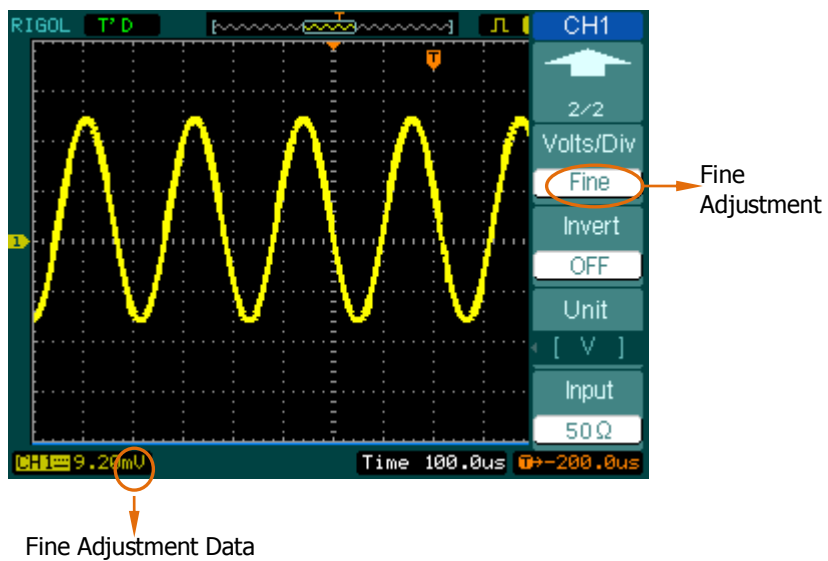 RIGOL T'D CH1
T
T
2/2
Volts/Div
Fine
Fine
Adjustment
Invert
1
OFF
Unit
[ V ]
Input
50Ω
CH1 9.20mV Time 100.0us T→-200.0us
Fine Adjustment Data